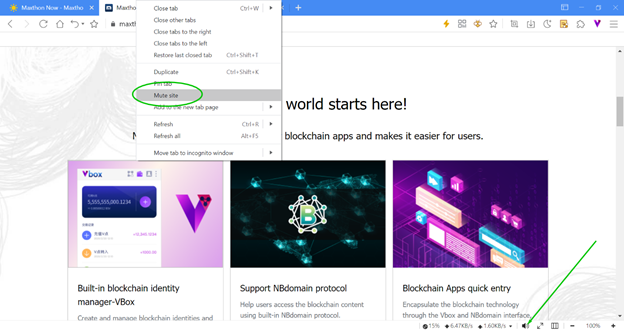 Maxthon Now - Maxthon
Close tab Ctrl+W
Close other tabs
Close tabs to the right
Close tabs to the left
Restore last closed tab Ctrl+Shift+T
Duplicate Ctrl+Shift+K
Pin tab
Mute site
Add to the new tab page
Refresh Ctrl+R
Refresh all Alt+F5
Move tab to incognito window
world starts here!
blockchain apps and makes it easier for users.
Vbox
5,555,555,000.1234
Built-in blockchain identity
manager-VBox
Create and manage blockchain identities and
Support NBdomain protocol
Help users access the blockchain content
using built-in NBdomain protocol.
Blockchain Apps quick entry
Encapsulate the blockchain technology
through the Vbox and NBdomain interface,
15% 6.47KB/s 1.60KB/s 100%